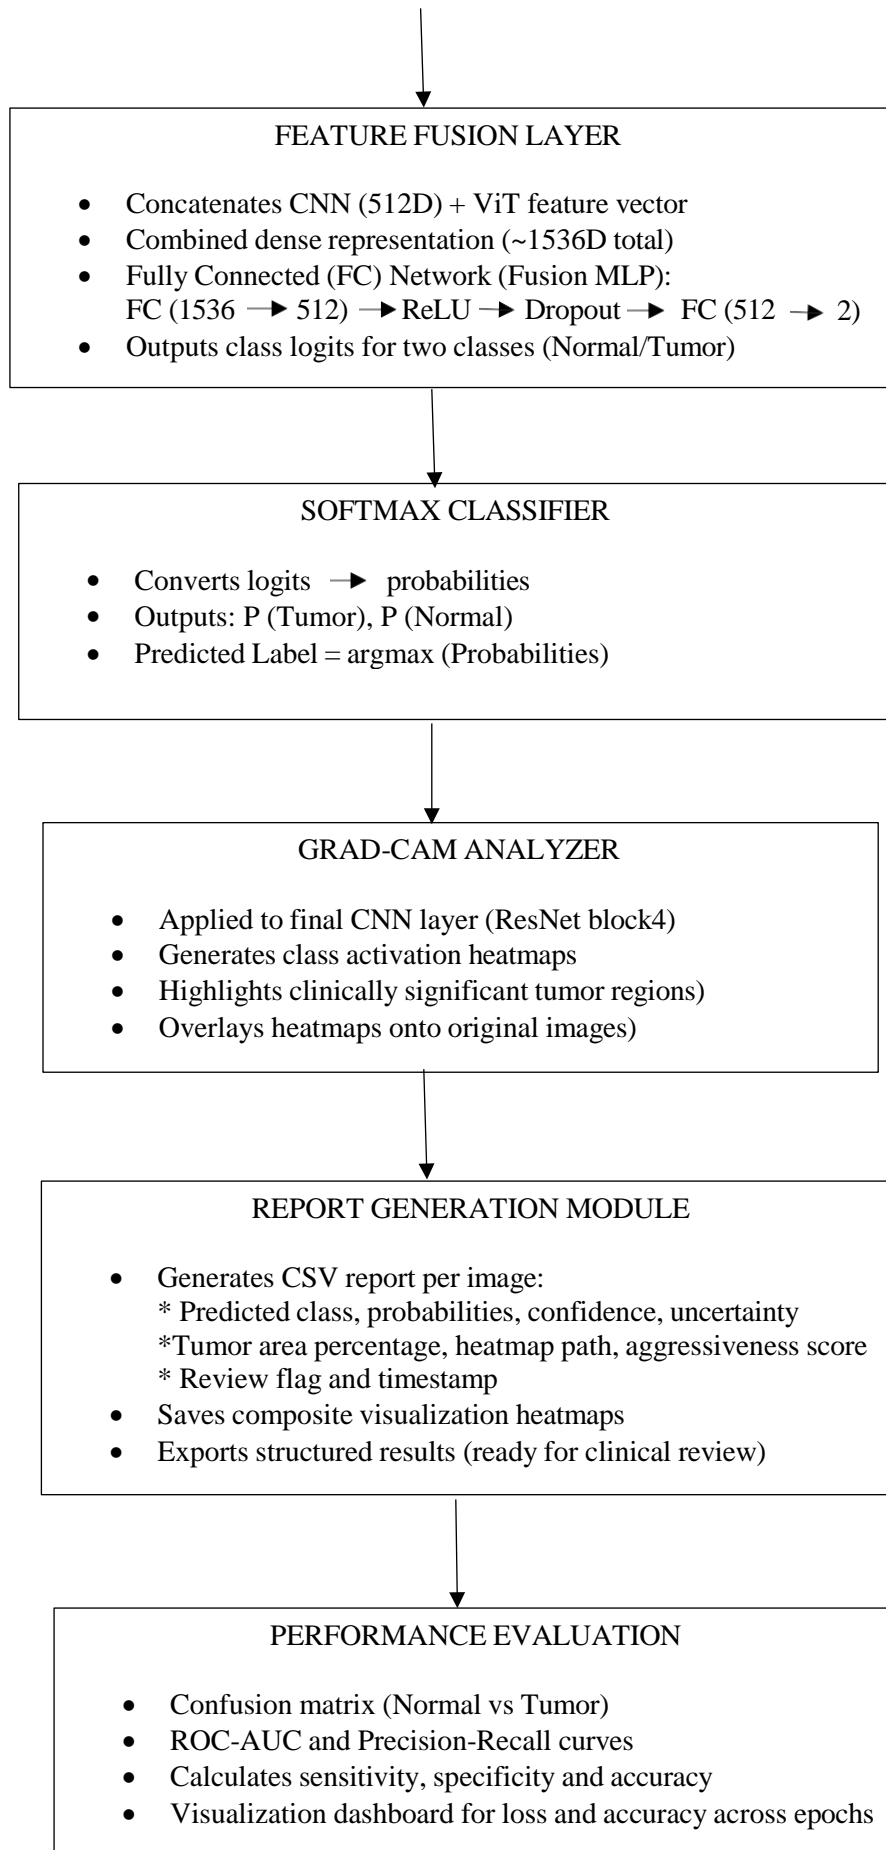 FEATURE FUSION LAYER
• Concatenates CNN (512D) + ViT feature vector
• Combined dense representation (~1536D total)
• Fully Connected (FC) Network (Fusion MLP):
FC (1536 → 512) → ReLU → Dropout → FC (512 → 2)
• Outputs class logits for two classes (Normal/Tumor)
SOFTMAX CLASSIFIER
• Converts logits → probabilities
• Outputs: P (Tumor), P (Normal)
• Predicted Label = argmax (Probabilities)
GRAD-CAM ANALYZER
• Applied to final CNN layer (ResNet block4)
• Generates class activation heatmaps
• Highlights clinically significant tumor regions)
• Overlays heatmaps onto original images)
REPORT GENERATION MODULE
• Generates CSV report per image:
* Predicted class, probabilities, confidence, uncertainty
*Tumor area percentage, heatmap path, aggressiveness score
* Review flag and timestamp
• Saves composite visualization heatmaps
• Exports structured results (ready for clinical review)
PERFORMANCE EVALUATION
• Confusion matrix (Normal vs Tumor)
• ROC-AUC and Precision-Recall curves
• Calculates sensitivity, specificity and accuracy
• Visualization dashboard for loss and accuracy across epochs